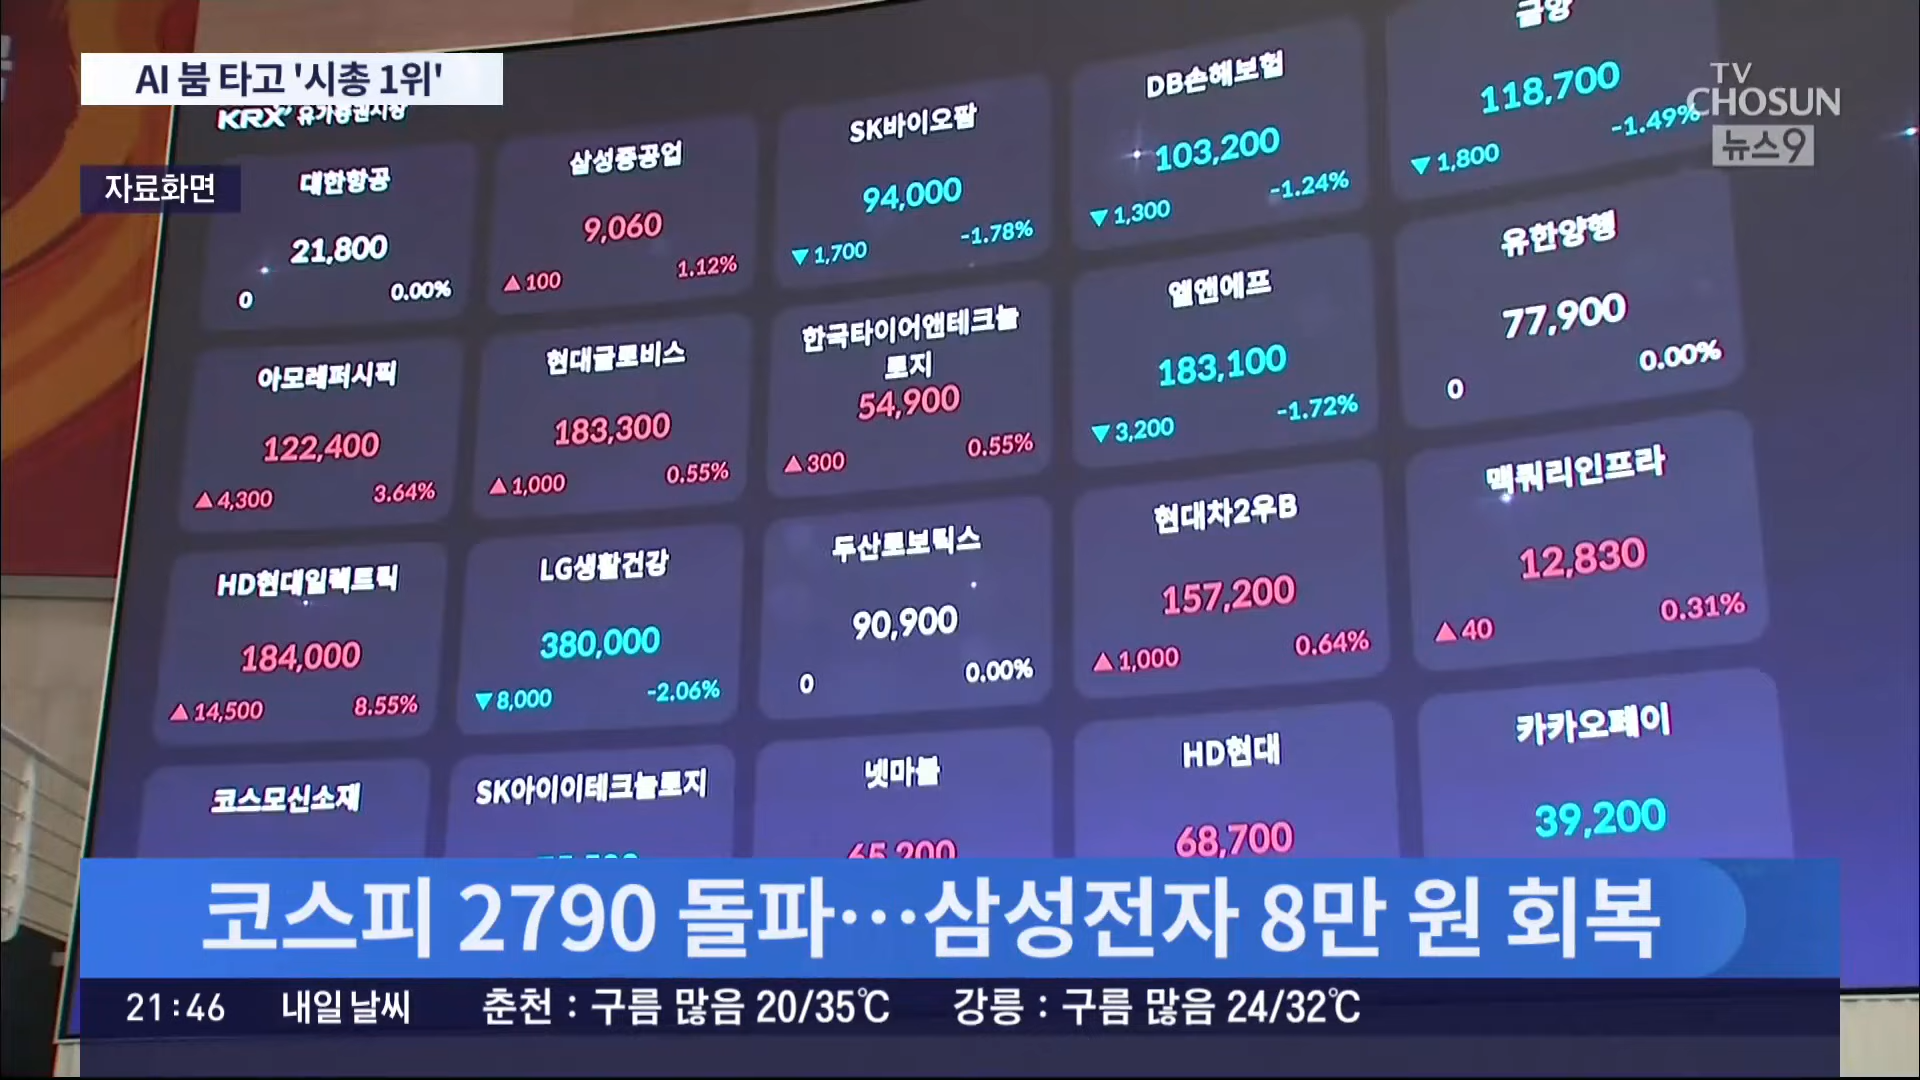 AI 붐 타고 '시총 1위'
TV
CHOSUN
뉴스9
자료화면
KRX 유가증권시장
대한항공
21,800
0 0.00%
삼성중공업
9,060
▲100 1.12%
SK바이오팜
94,000
▼1,700 -1.78%
DB손해보험
103,200
▼1,300 -1.24%
금양
118,700
▼1,800 -1.49%
아모레퍼시픽
122,400
▲4,300 3.64%
현대글로비스
183,300
▲1,000 0.55%
한국타이어앤테크놀
로지
54,900
▲300 0.55%
엘앤에프
183,100
▼3,200 -1.72%
유한양행
77,900
0 0.00%
HD현대일렉트릭
184,000
▲14,500 8.55%
LG생활건강
380,000
▼8,000 -2.06%
두산로보틱스
90,900
0 0.00%
현대차2우B
157,200
▲1,000 0.64%
맥쿼리인프라
12,830
▲40 0.31%
코스모신소재
SK아이이테크놀로지
넷마블
65,200
HD현대
68,700
카카오페이
39,200
코스피 2790 돌파…삼성전자 8만 원 회복
21:46 내일 날씨 춘천 : 구름 많음 20/35℃ 강릉 : 구름 많음 24/32℃